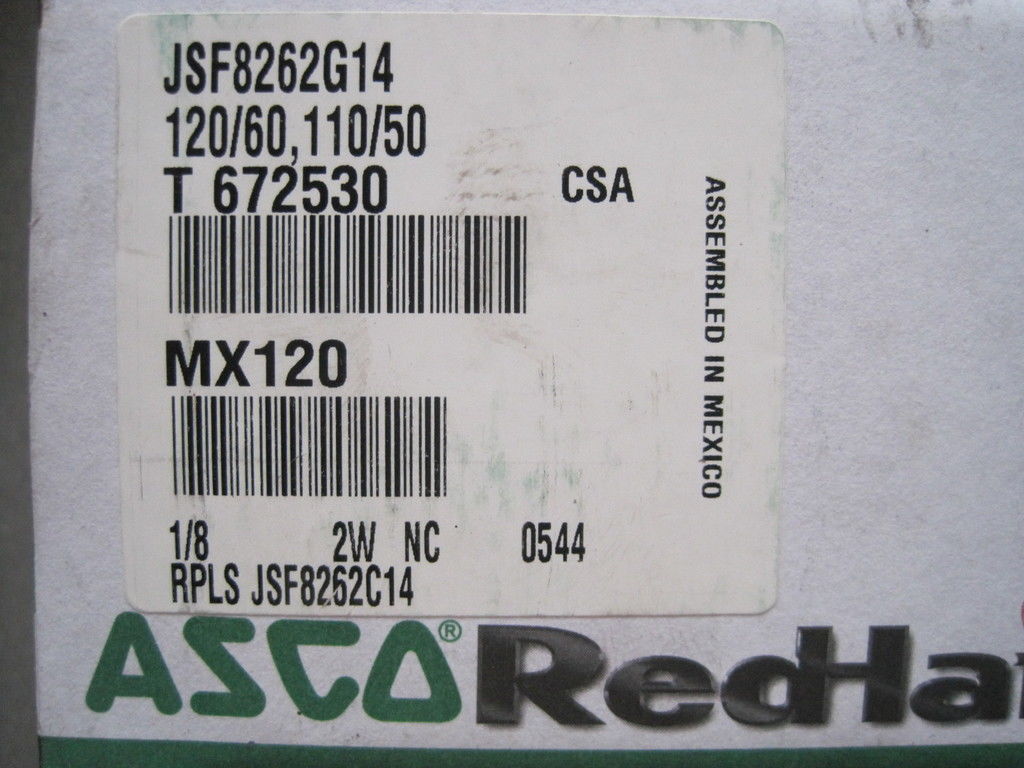 JSF8262G14
120/60,110/50
T 672530
CSA
ASSEMBLED IN MEXICO
MX120
1/8 2W NC 0544
RPLS JSF8262C14
ASCO® RedHa